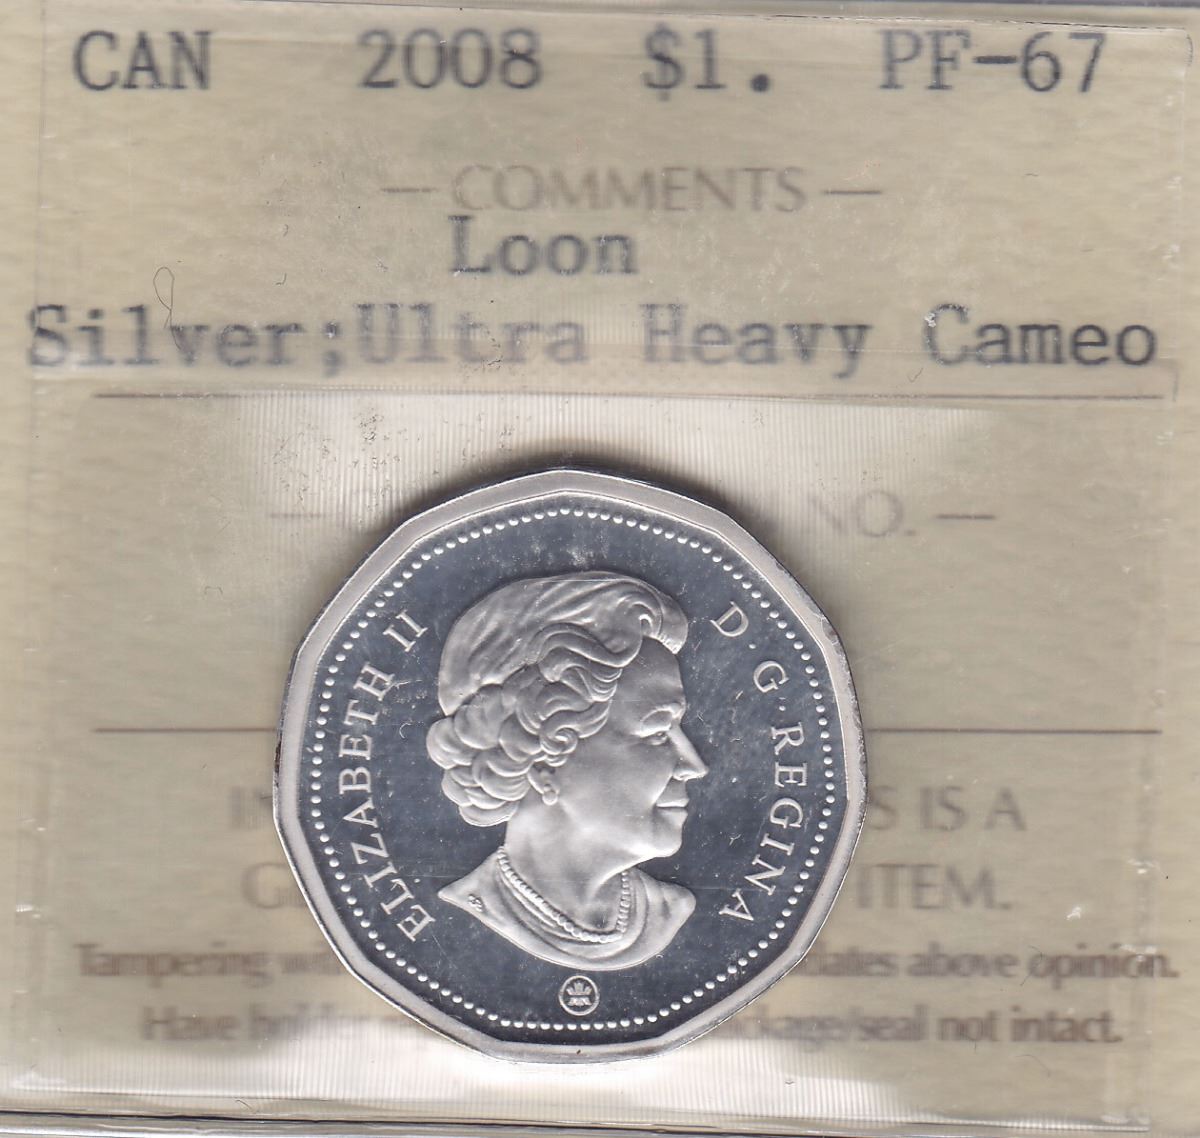 CAN 2008 $1. PF-67
— COMMENTS —
Loon
Silver;Ultra Heavy Cameo
NO. —
S IS A
ITEM.
Tampering
above opinion.
Have
seal not intact.
ELIZABETH II
D·G·REGINA